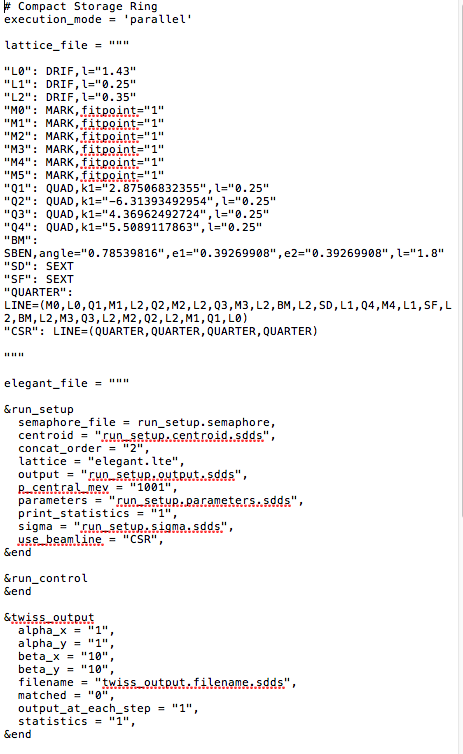 # Compact Storage Ring
execution_mode = 'parallel'

lattice_file = """

"L0": DRIF,l="1.43"
"L1": DRIF,l="0.25"
"L2": DRIF,l="0.35"
"M0": MARK,fitpoint="1"
"M1": MARK,fitpoint="1"
"M2": MARK,fitpoint="1"
"M3": MARK,fitpoint="1"
"M4": MARK,fitpoint="1"
"M5": MARK,fitpoint="1"
"Q1": QUAD,k1="2.87506832355",l="0.25"
"Q2": QUAD,k1="-6.31393492954",l="0.25"
"Q3": QUAD,k1="4.36962492724",l="0.25"
"Q4": QUAD,k1="5.5089117863",l="0.25"
"BM":
SBEN,angle="0.78539816",e1="0.39269908",e2="0.39269908",l="1.8"
"SD": SEXT
"SF": SEXT
"QUARTER":
LINE=(M0,L0,Q1,M1,L2,Q2,M2,L2,Q3,M3,L2,BM,L2,SD,L1,Q4,M4,L1,SF,L
2,BM,L2,M3,Q3,L2,M2,Q2,L2,M1,Q1,L0)
"CSR": LINE=(QUARTER,QUARTER,QUARTER,QUARTER)

"""

elegant_file = """

&run_setup
  semaphore_file = run_setup.semaphore,
  centroid = "run_setup.centroid.sdds",
  concat_order = "2",
  lattice = "elegant.lte",
  output = "run_setup.output.sdds",
  p_central_mev = "1001",
  parameters = "run_setup.parameters.sdds",
  print_statistics = "1",
  sigma = "run_setup.sigma.sdds",
  use_beamline = "CSR",
&end

&run_control
&end

&twiss_output
  alpha_x = "1",
  alpha_y = "1",
  beta_x = "10",
  beta_y = "10",
  filename = "twiss_output.filename.sdds",
  matched = "0",
  output_at_each_step = "1",
  statistics = "1",
&end